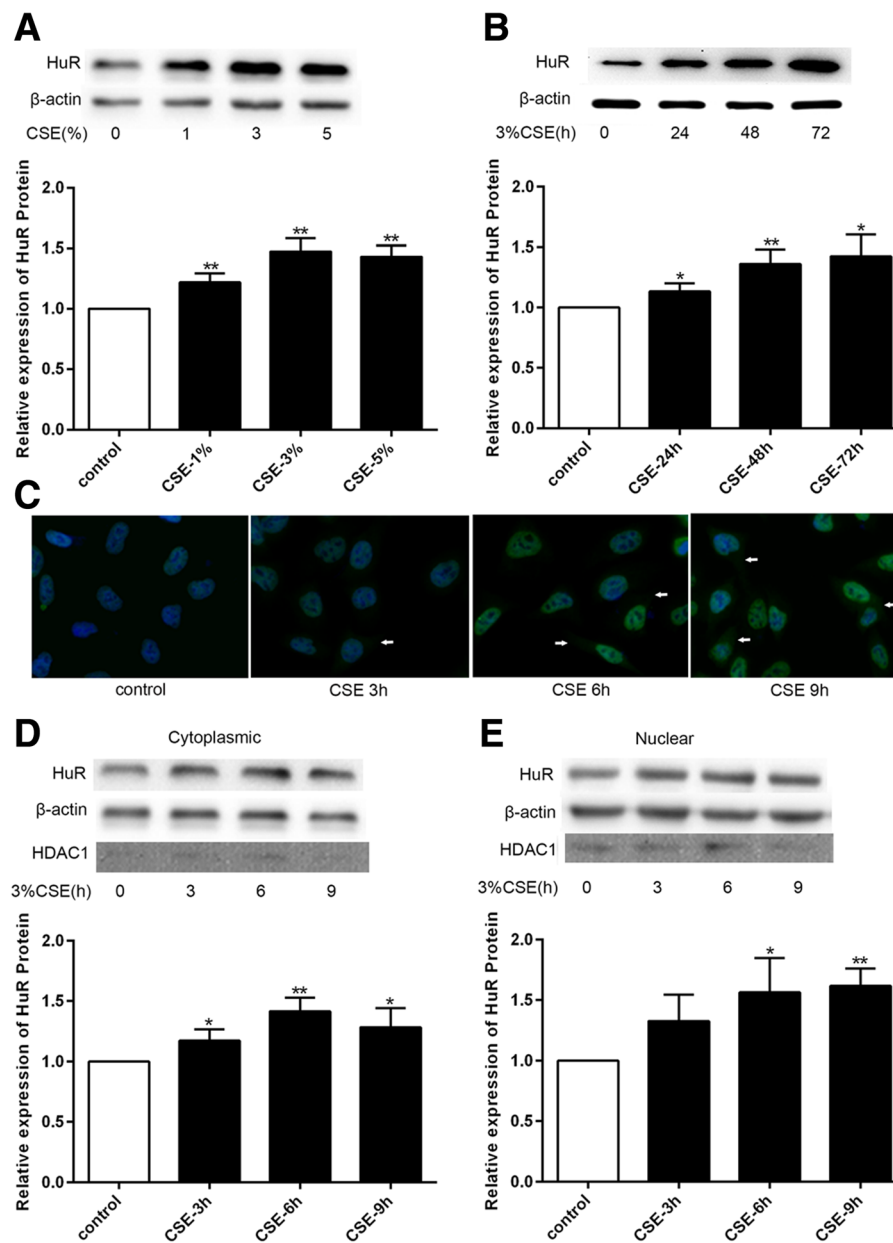 A
HuR
β-actin
CSE(%) 0 1 3 5
Relative expression of HuR Protein
2.0
1.5
1.0
0.5
0.0
** ** **
control CSE-1% CSE-3% CSE-5%
B
HuR
β-actin
3%CSE(h) 0 24 48 72
Relative expression of HuR Protein
2.0
1.5
1.0
0.5
0.0
* ** *
control CSE-24h CSE-48h CSE-72h
C
control CSE 3h CSE 6h CSE 9h
D
Cytoplasmic
HuR
β-actin
HDAC1
3%CSE(h) 0 3 6 9
Relative expression of HuR Protein
2.0
1.5
1.0
0.5
0.0
* ** *
control CSE-3h CSE-6h CSE-9h
E
Nuclear
HuR
β-actin
HDAC1
3%CSE(h) 0 3 6 9
Relative expression of HuR Protein
2.0
1.5
1.0
0.5
0.0
* **
control CSE-3h CSE-6h CSE-9h